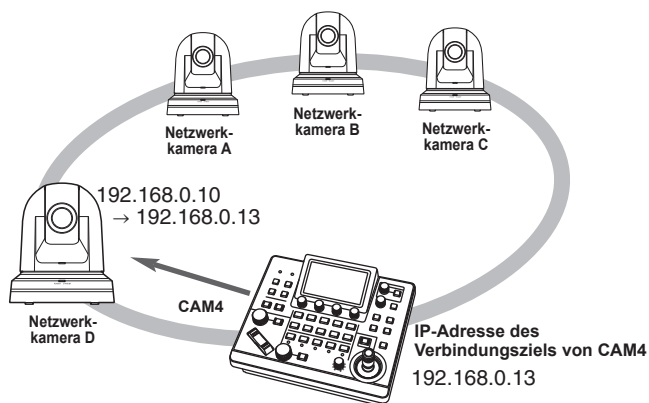 Netzwerk-
kamera A
Netzwerk-
kamera B
Netzwerk-
kamera C
192.168.0.10
→ 192.168.0.13
Netzwerk-
kamera D
CAM4
IP-Adresse des
Verbindungsziels von CAM4
192.168.0.13